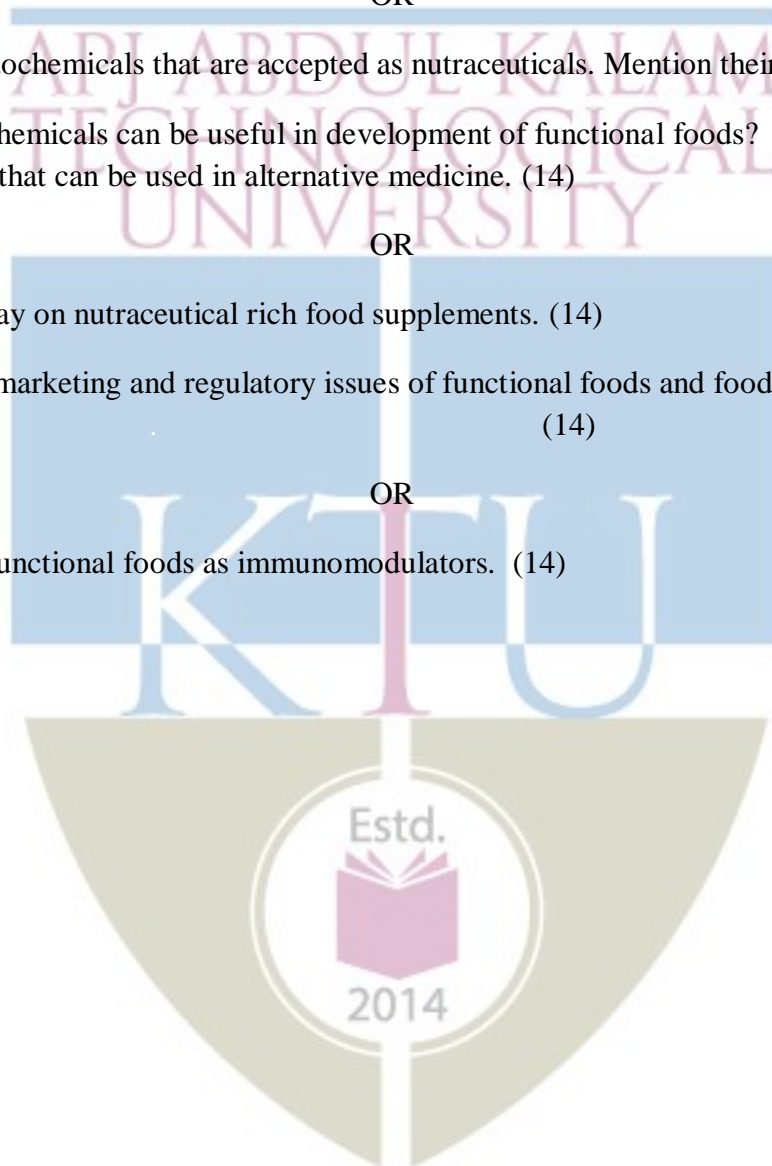 OR
APJ ABDUL KALAM
ochemicals that are accepted as nutraceuticals. Mention their
TECHNOLOGICAL
hemicals can be useful in development of functional foods?
that can be used in alternative medicine. (14)
UNIVERSITY
OR
ay on nutraceutical rich food supplements. (14)
marketing and regulatory issues of functional foods and food
(14)
OR
KTU
unctional foods as immunomodulators. (14)
Estd.
2014